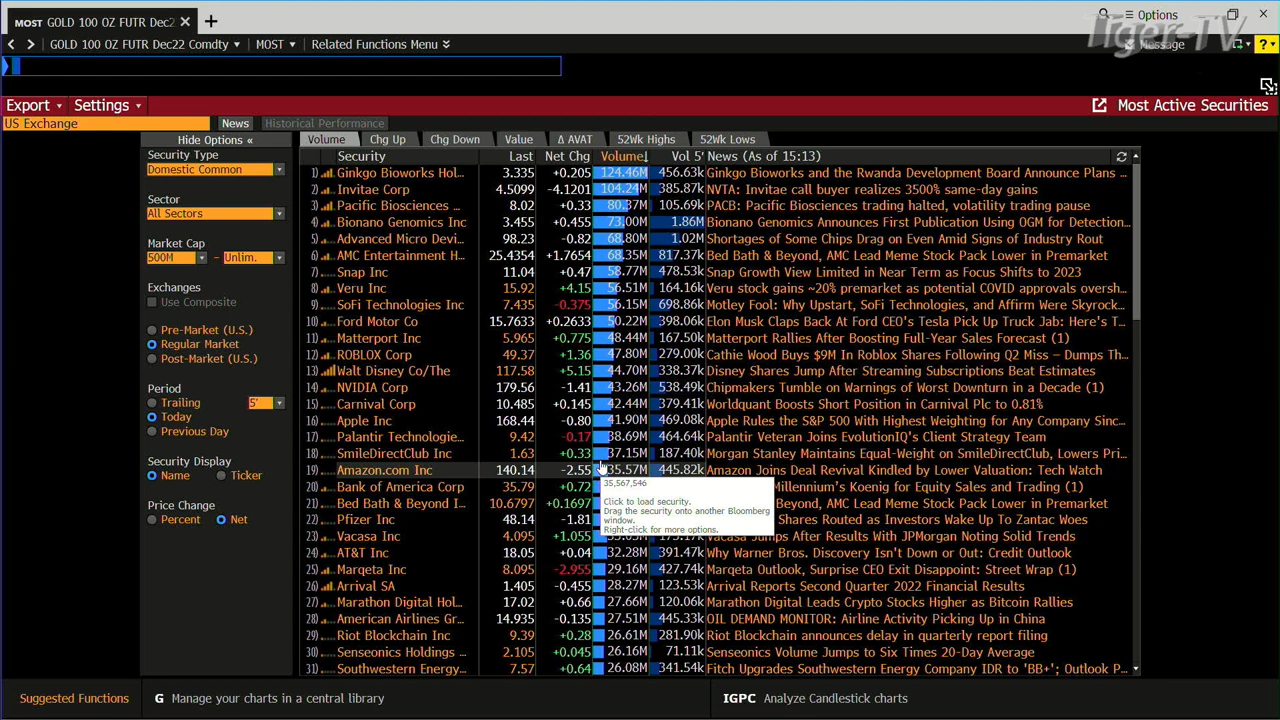 MOST GOLD 100 OZ FUTR Dec2 × +
Options
Tiger-TV
GOLD 100 OZ FUTR Dec22 Comdty MOST Related Functions Menu
Message
Export Settings Most Active Securities
US Exchange News Historical Performance
Hide Options «
Security Type
Domestic Common
Sector
All Sectors
Market Cap
500M – Unlim.
Exchanges
Use Composite
Pre-Market (U.S.)
Regular Market
Post-Market (U.S.)
Period
Trailing 5'
Today
Previous Day
Security Display
Name Ticker
Price Change
Percent Net
Volume Chg Up Chg Down Value Δ AVAT 52Wk Highs 52Wk Lows
Security Last Net Chg Volume↓ Vol 5' News (As of 15:13)
1) Ginkgo Bioworks Hol... 3.335 +0.205 124.46M 456.63k Ginkgo Bioworks and the Rwanda Development Board Announce Plans ...
2) Invitae Corp 4.5099 -4.1201 104.24M 385.87k NVTA: Invitae call buyer realizes 3500% same-day gains
3) Pacific Biosciences ... 8.02 +0.33 80.37M 105.69k PACB: Pacific Biosciences trading halted, volatility trading pause
4) Bionano Genomics Inc 3.455 +0.455 73.00M 1.86M Bionano Genomics Announces First Publication Using OGM for Detection...
5) Advanced Micro Devi... 98.23 -0.82 68.80M 1.02M Shortages of Some Chips Drag on Even Amid Signs of Industry Rout
6) AMC Entertainment H... 25.4354 +1.7654 68.35M 817.37k Bed Bath & Beyond, AMC Lead Meme Stock Pack Lower in Premarket
7) Snap Inc 11.04 +0.47 58.77M 478.53k Snap Growth View Limited in Near Term as Focus Shifts to 2023
8) Veru Inc 15.92 +4.15 56.51M 164.16k Veru stock gains ~20% premarket as potential COVID approvals oversh...
9) SoFi Technologies Inc 7.435 -0.375 56.15M 698.86k Motley Fool: Why Upstart, SoFi Technologies, and Affirm Were Skyrock...
10) Ford Motor Co 15.7633 +0.2633 50.22M 398.06k Elon Musk Claps Back At Ford CEO's Tesla Pick Up Truck Jab: Here's T...
11) Matterport Inc 5.965 +0.775 48.44M 167.50k Matterport Rallies After Boosting Full-Year Sales Forecast (1)
12) ROBLOX Corp 49.37 +1.36 47.80M 279.00k Cathie Wood Buys $9M In Roblox Shares Following Q2 Miss – Dumps Th...
13) Walt Disney Co/The 117.58 +5.15 44.70M 338.37k Disney Shares Jump After Streaming Subscriptions Beat Estimates
14) NVIDIA Corp 179.56 -1.41 43.26M 538.49k Chipmakers Tumble on Warnings of Worst Downturn in a Decade (1)
15) Carnival Corp 10.485 +0.145 42.44M 379.41k Worldquant Boosts Short Position in Carnival Plc to 0.81%
16) Apple Inc 168.44 -0.80 41.90M 469.08k Apple Rules the S&P 500 With Highest Weighting for Any Company Sinc...
17) Palantir Technologie... 9.42 -0.17 38.69M 464.64k Palantir Veteran Joins EvolutionIQ's Client Strategy Team
18) SmileDirectClub Inc 1.63 +0.33 37.15M 187.40k Morgan Stanley Maintains Equal-Weight on SmileDirectClub, Lowers Pri...
19) Amazon.com Inc 140.14 -2.55 35.57M 445.82k Amazon Joins Deal Revival Kindled by Lower Valuation: Tech Watch
20) Bank of America Corp 35.79 +0.72 Millennium's Koenig for Equity Sales and Trading (1)
21) Bed Bath & Beyond I... 10.6797 +0.1697 & Beyond, AMC Lead Meme Stock Pack Lower in Premarket
22) Pfizer Inc 48.14 -1.81 Shares Routed as Investors Wake Up To Zantac Woes
23) Vacasa Inc 4.09 +1.055 Vacasa Jumps After Results With JPMorgan Noting Solid Trends
24) AT&T Inc 18.05 +0.04 32.28M 391.47k Why Warner Bros. Discovery Isn't Down or Out: Credit Outlook
25) Marqeta Inc 8.095 -2.955 29.16M 427.74k Marqeta Outlook, Surprise CEO Exit Disappoint: Street Wrap (1)
26) Arrival SA 1.405 -0.455 28.27M 123.53k Arrival Reports Second Quarter 2022 Financial Results
27) Marathon Digital Hol... 17.02 +0.66 27.66M 120.06k Marathon Digital Leads Crypto Stocks Higher as Bitcoin Rallies
28) American Airlines Gr... 14.935 -0.135 27.51M 445.33k OIL DEMAND MONITOR: Airline Activity Picking Up in China
29) Riot Blockchain Inc 9.39 +0.28 26.61M 281.90k Riot Blockchain announces delay in quarterly report filing
30) Senseonics Holdings ... 2.105 +0.045 26.16M 71.11k Senseonics Volume Jumps to Six Times 20-Day Average
31) Southwestern Energy... 7.57 +0.64 26.08M 341.54k Fitch Upgrades Southwestern Energy Company IDR to 'BB+'; Outlook P...
35,567,546
Click to load security.
Drag the security onto another Bloomberg
window.
Right-click for more options.
Suggested Functions G Manage your charts in a central library IGPC Analyze Candlestick charts